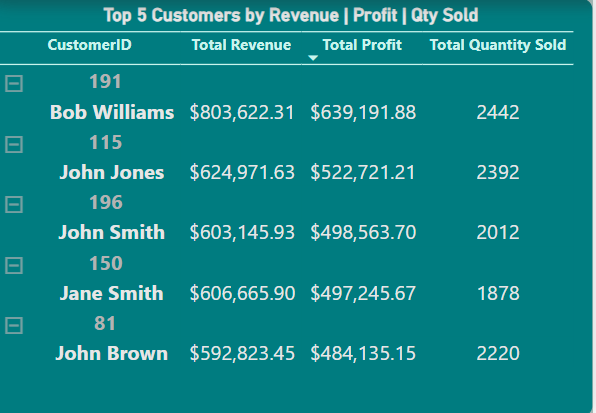 Top 5 Customers by Revenue | Profit | Qty Sold
CustomerID Total Revenue Total Profit Total Quantity Sold
191
Bob Williams $803,622.31 $639,191.88 2442
115
John Jones $624,971.63 $522,721.21 2392
196
John Smith $603,145.93 $498,563.70 2012
150
Jane Smith $606,665.90 $497,245.67 1878
81
John Brown $592,823.45 $484,135.15 2220